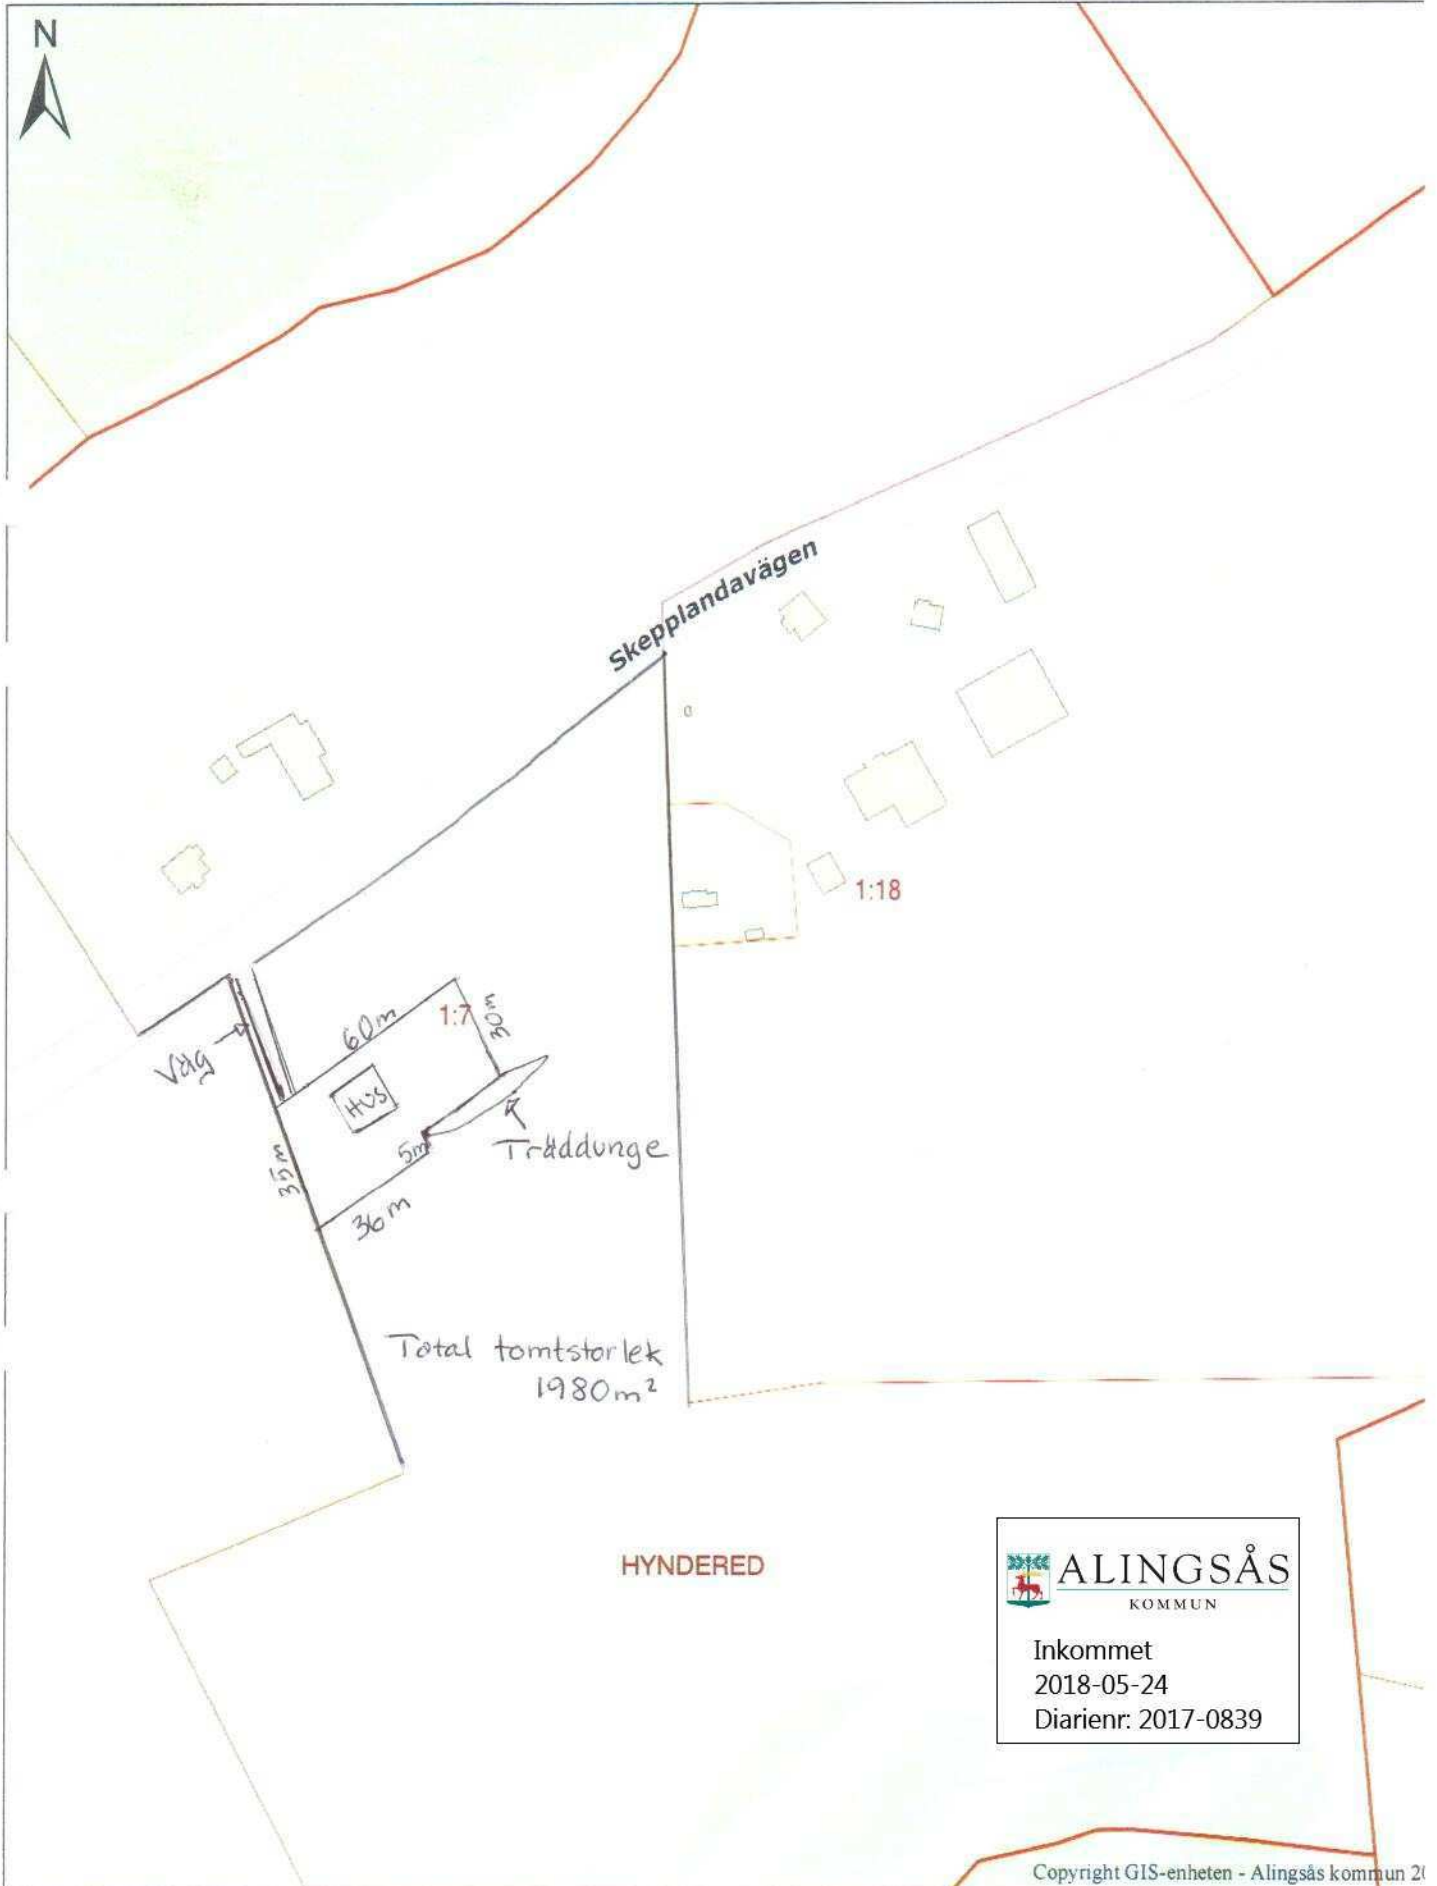 N
Skepplandavägen
1:18
1:7
60m
30m
Väg
HUS
5m
Träddunge
35m
36m
Total tomtstorlek
1980m²
HYNDERED
ALINGSÅS
KOMMUN
Inkommet
2018-05-24
Diarienr: 2017-0839
Copyright GIS-enheten - Alingsås kommun 20